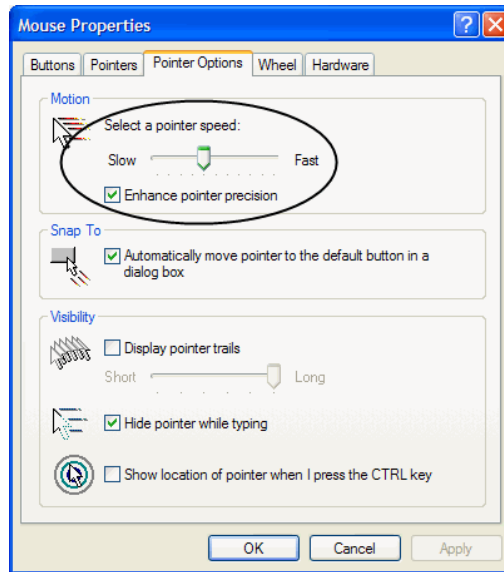 Mouse Properties
Buttons Pointers Pointer Options Wheel Hardware
Motion
Select a pointer speed:
Slow Fast
Enhance pointer precision
Snap To
Automatically move pointer to the default button in a
dialog box
Visibility
Display pointer trails
Short Long
Hide pointer while typing
Show location of pointer when I press the CTRL key
OK Cancel Apply